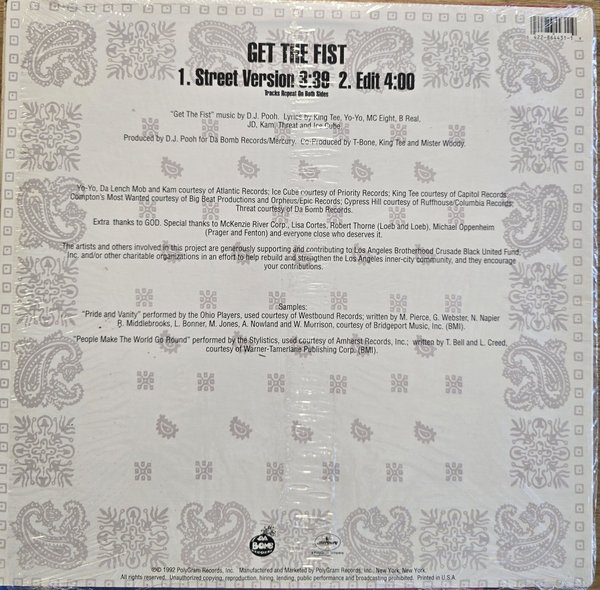 422-864431-1
GET THE FIST
1. Street Version 3:39 2. Edit 4:00
Tracks Repeat On Both Sides
"Get The Fist" music by D.J. Pooh. Lyrics by King Tee, Yo-Yo, MC Eight, B Real,
JD, Kam, Threat and Ice Cube.
Produced by D.J. Pooh for Da Bomb Records/Mercury. Co-Produced by T-Bone, King Tee and Mister Woody.
Yo-Yo, Da Lench Mob and Kam courtesy of Atlantic Records; Ice Cube courtesy of Priority Records; King Tee courtesy of Capitol Records;
Compton's Most Wanted courtesy of Big Beat Productions and Orpheus/Epic Records; Cypress Hill courtesy of Ruffhouse/Columbia Records;
Threat courtesy of Da Bomb Records.
Extra thanks to GOD. Special thanks to McKenzie River Corp., Lisa Cortes, Robert Thorne (Loeb and Loeb), Michael Oppenheim
(Prager and Fenton) and everyone close who deserves it.
The artists and others involved in this project are generously supporting and contributing to Los Angeles Brotherhood Crusade Black United Fund,
Inc. and/or other charitable organizations in an effort to help rebuild and strengthen the Los Angeles inner-city community, and they encourage
your contributions.
Samples:
"Pride and Vanity" performed by the Ohio Players, used courtesy of Westbound Records; written by M. Pierce, G. Webster, N. Napier
R. Middlebrooks, L. Bonner, M. Jones, A. Nowland and W. Murrison, courtesy of Bridgeport Music, Inc. (BMI).
"People Make The World Go Round" performed by the Stylistics, used courtesy of Amherst Records, Inc.; written by T. Bell and L. Creed,
courtesy of Warner-Tamerlane Publishing Corp. (BMI).
DA
BOMB
RECORDS
℗© 1992 PolyGram Records, Inc. Manufactured and Marketed by PolyGram Records, Inc., New York, New York.
All rights reserved. Unauthorized copying, reproduction, hiring, lending, public performance and broadcasting prohibited. Printed in U.S.A.